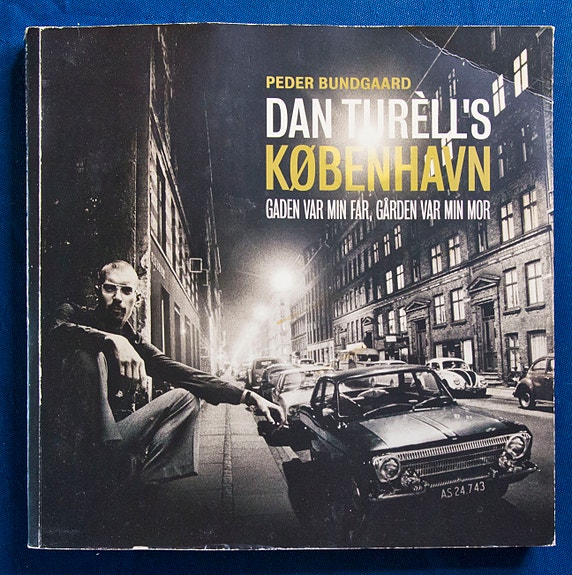 PEDER BUNDGAARD
DAN TURÈLL'S
KØBENHAVN
GADEN VAR MIN FAR, GÅRDEN VAR MIN MOR
AS 24.743